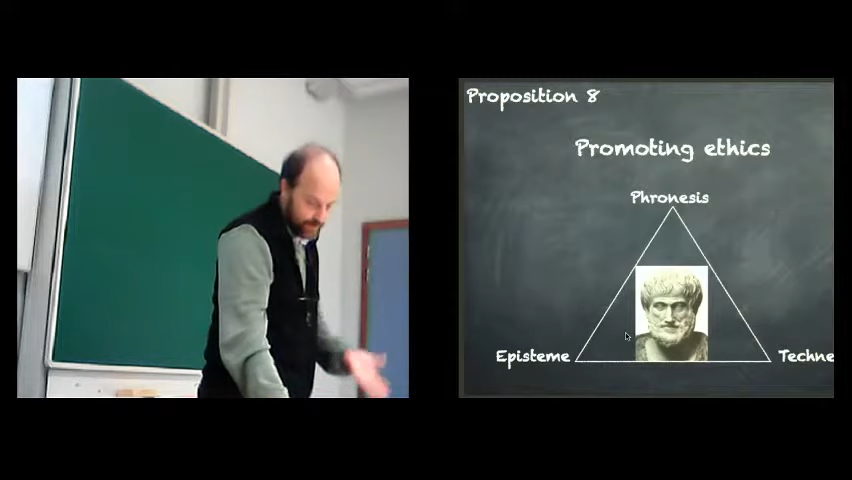 Proposition 8
Promoting ethics
Phronesis
Episteme
Techne